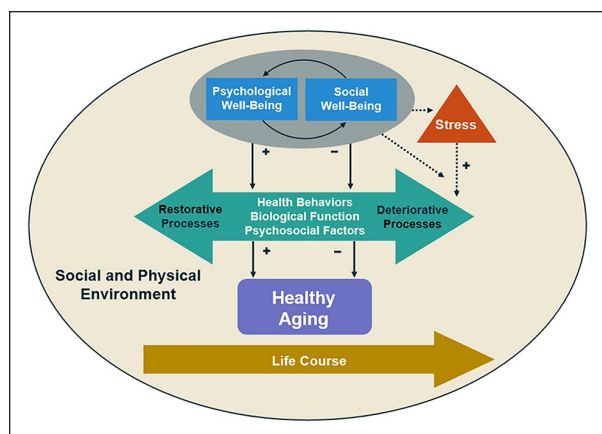 Psychological
Well-Being
Social
Well-Being
Stress
+
−
+
Restorative
Processes
Health Behaviors
Biological Function
Psychosocial Factors
Deteriorative
Processes
+
−
Social and Physical
Environment
Healthy
Aging
Life Course